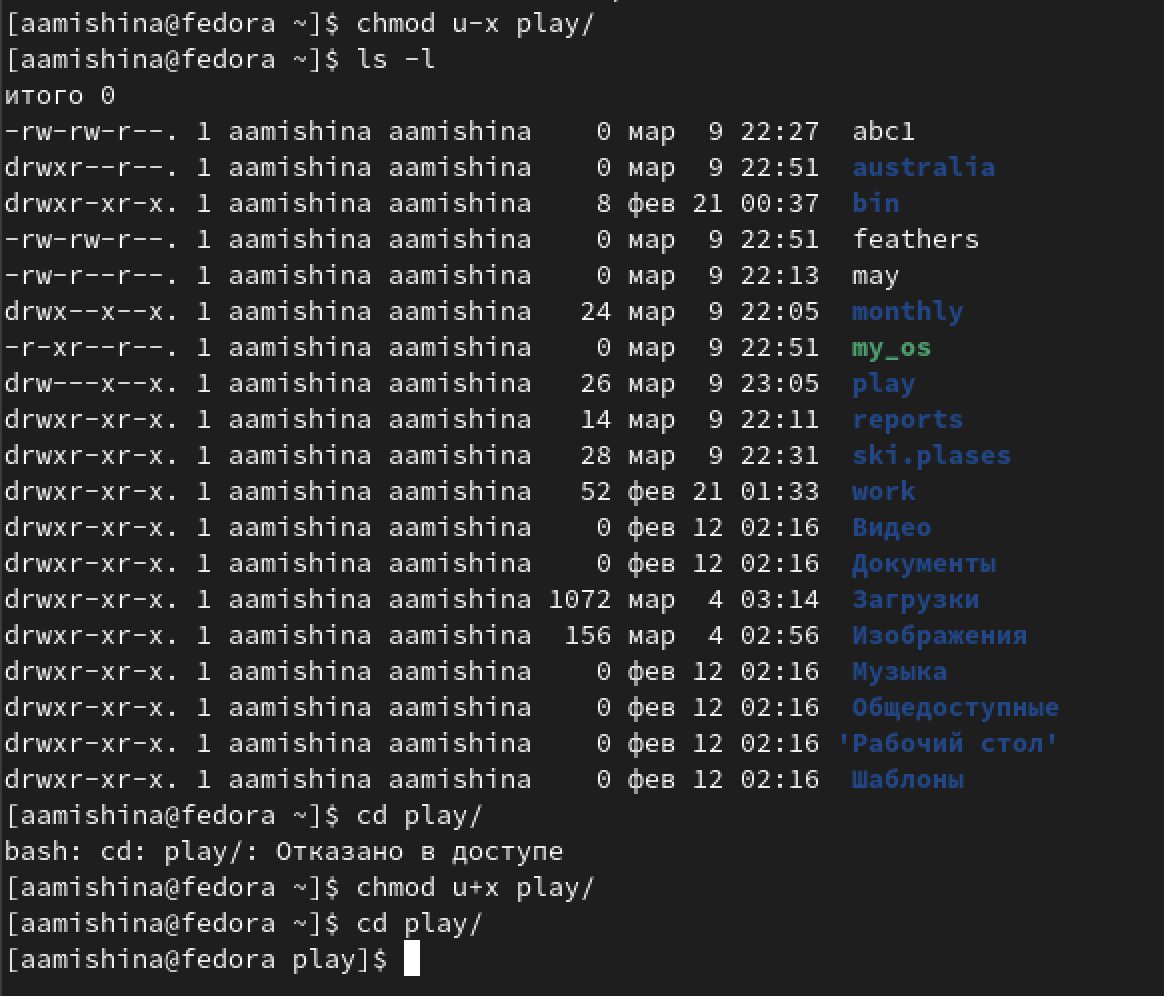 [aamishina@fedora ~]$ chmod u-x play/
[aamishina@fedora ~]$ ls -l
итого 0
-rw-rw-r--. 1 aamishina aamishina    0 мар  9 22:27  abc1
drwxr--r--. 1 aamishina aamishina    0 мар  9 22:51  australia
drwxr-xr-x. 1 aamishina aamishina    8 фев 21 00:37  bin
-rw-rw-r--. 1 aamishina aamishina    0 мар  9 22:51  feathers
-rw-r--r--. 1 aamishina aamishina    0 мар  9 22:13  may
drwx--x--x. 1 aamishina aamishina   24 мар  9 22:05  monthly
-r-xr--r--. 1 aamishina aamishina    0 мар  9 22:51  my_os
drw---x--x. 1 aamishina aamishina   26 мар  9 23:05  play
drwxr-xr-x. 1 aamishina aamishina   14 мар  9 22:11  reports
drwxr-xr-x. 1 aamishina aamishina   28 мар  9 22:31  ski.plases
drwxr-xr-x. 1 aamishina aamishina   52 фев 21 01:33  work
drwxr-xr-x. 1 aamishina aamishina    0 фев 12 02:16  Видео
drwxr-xr-x. 1 aamishina aamishina    0 фев 12 02:16  Документы
drwxr-xr-x. 1 aamishina aamishina 1072 мар  4 03:14  Загрузки
drwxr-xr-x. 1 aamishina aamishina  156 мар  4 02:56  Изображения
drwxr-xr-x. 1 aamishina aamishina    0 фев 12 02:16  Музыка
drwxr-xr-x. 1 aamishina aamishina    0 фев 12 02:16  Общедоступные
drwxr-xr-x. 1 aamishina aamishina    0 фев 12 02:16 'Рабочий стол'
drwxr-xr-x. 1 aamishina aamishina    0 фев 12 02:16  Шаблоны
[aamishina@fedora ~]$ cd play/
bash: cd: play/: Отказано в доступе
[aamishina@fedora ~]$ chmod u+x play/
[aamishina@fedora ~]$ cd play/
[aamishina@fedora play]$